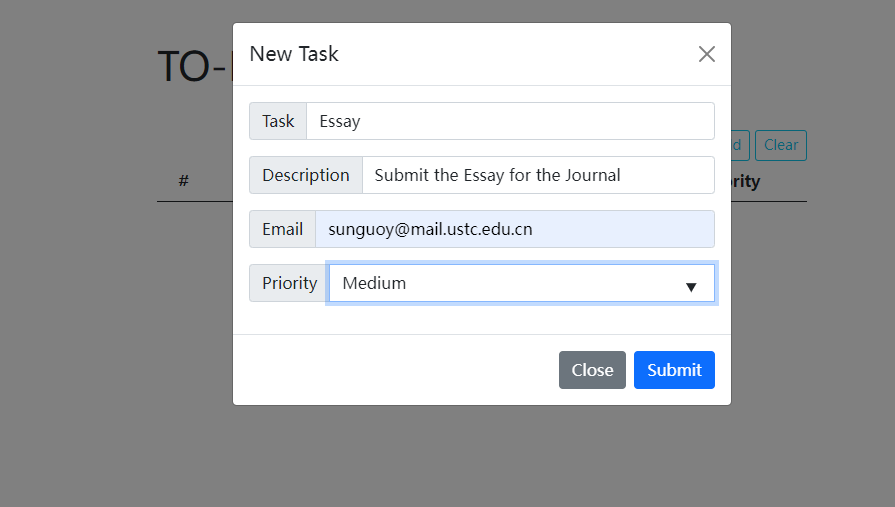 New Task
TO-
Task Essay
d Clear
Description Submit the Essay for the Journal
# rity
Email sunguoy@mail.ustc.edu.cn
Priority Medium
Close Submit